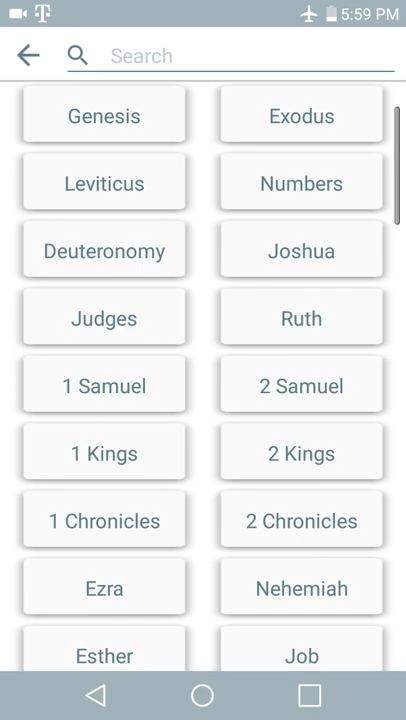 5:59 PM
Search
Genesis Exodus
Leviticus Numbers
Deuteronomy Joshua
Judges Ruth
1 Samuel 2 Samuel
1 Kings 2 Kings
1 Chronicles 2 Chronicles
Ezra Nehemiah
Esther Job